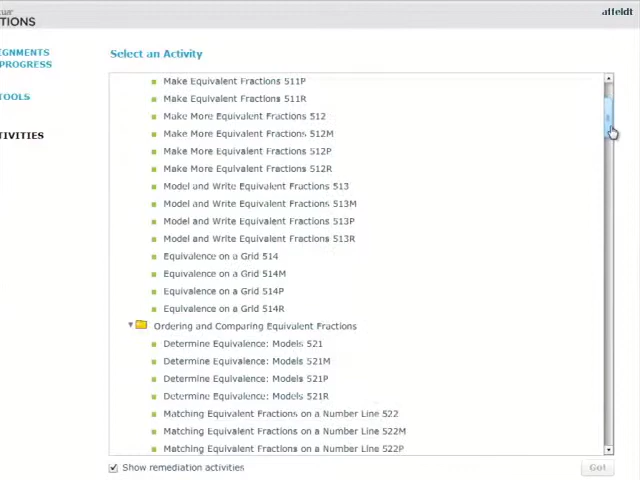 affeldt
TIONS
GNMENTS
PROGRESS
TOOLS
TIVITIES
Select an Activity
Make Equivalent Fractions 511P
Make Equivalent Fractions 511R
Make More Equivalent Fractions 512
Make More Equivalent Fractions 512M
Make More Equivalent Fractions 512P
Make More Equivalent Fractions 512R
Model and Write Equivalent Fractions 513
Model and Write Equivalent Fractions 513M
Model and Write Equivalent Fractions 513P
Model and Write Equivalent Fractions 513R
Equivalence on a Grid 514
Equivalence on a Grid 514M
Equivalence on a Grid 514P
Equivalence on a Grid 514R
Ordering and Comparing Equivalent Fractions
Determine Equivalence: Models 521
Determine Equivalence: Models 521M
Determine Equivalence: Models 521P
Determine Equivalence: Models 521R
Matching Equivalent Fractions on a Number Line 522
Matching Equivalent Fractions on a Number Line 522M
Matching Equivalent Fractions on a Number Line 522P
Show remediation activities
Go!